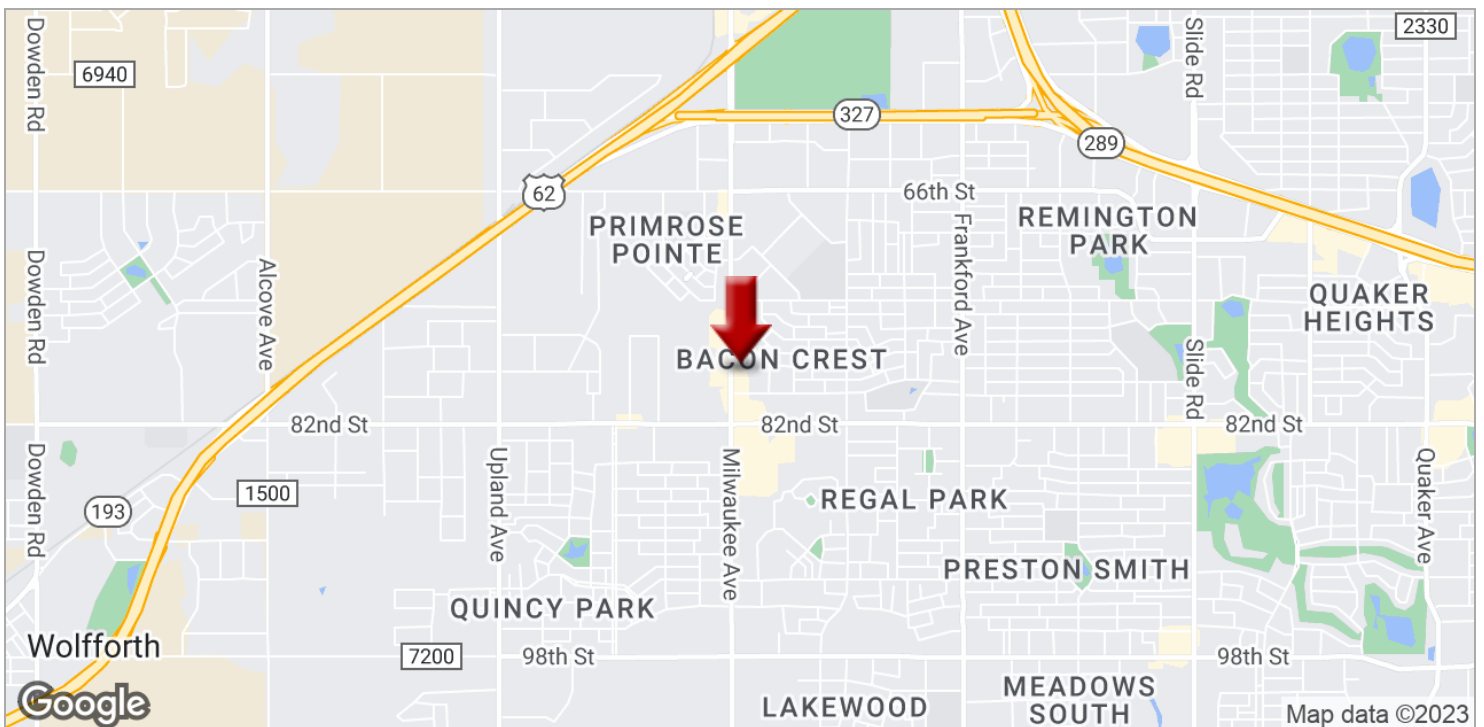 2330
Dowden Rd
Slide Rd
6940
327
289
62
66th St
PRIMROSE
POINTE
REMINGTON
PARK
Frankford Ave
Dowden Rd
Alcove Ave
QUAKER
HEIGHTS
BACON CREST
Slide Rd
82nd St
82nd St
82nd St
Dowden Rd
Upland Ave
Milwaukee Ave
Quaker Ave
1500
193
REGAL PARK
PRESTON SMITH
QUINCY PARK
Wolfforth
7200
98th St
98th St
MEADOWS
SOUTH
LAKEWOOD
Google
Map data ©2023